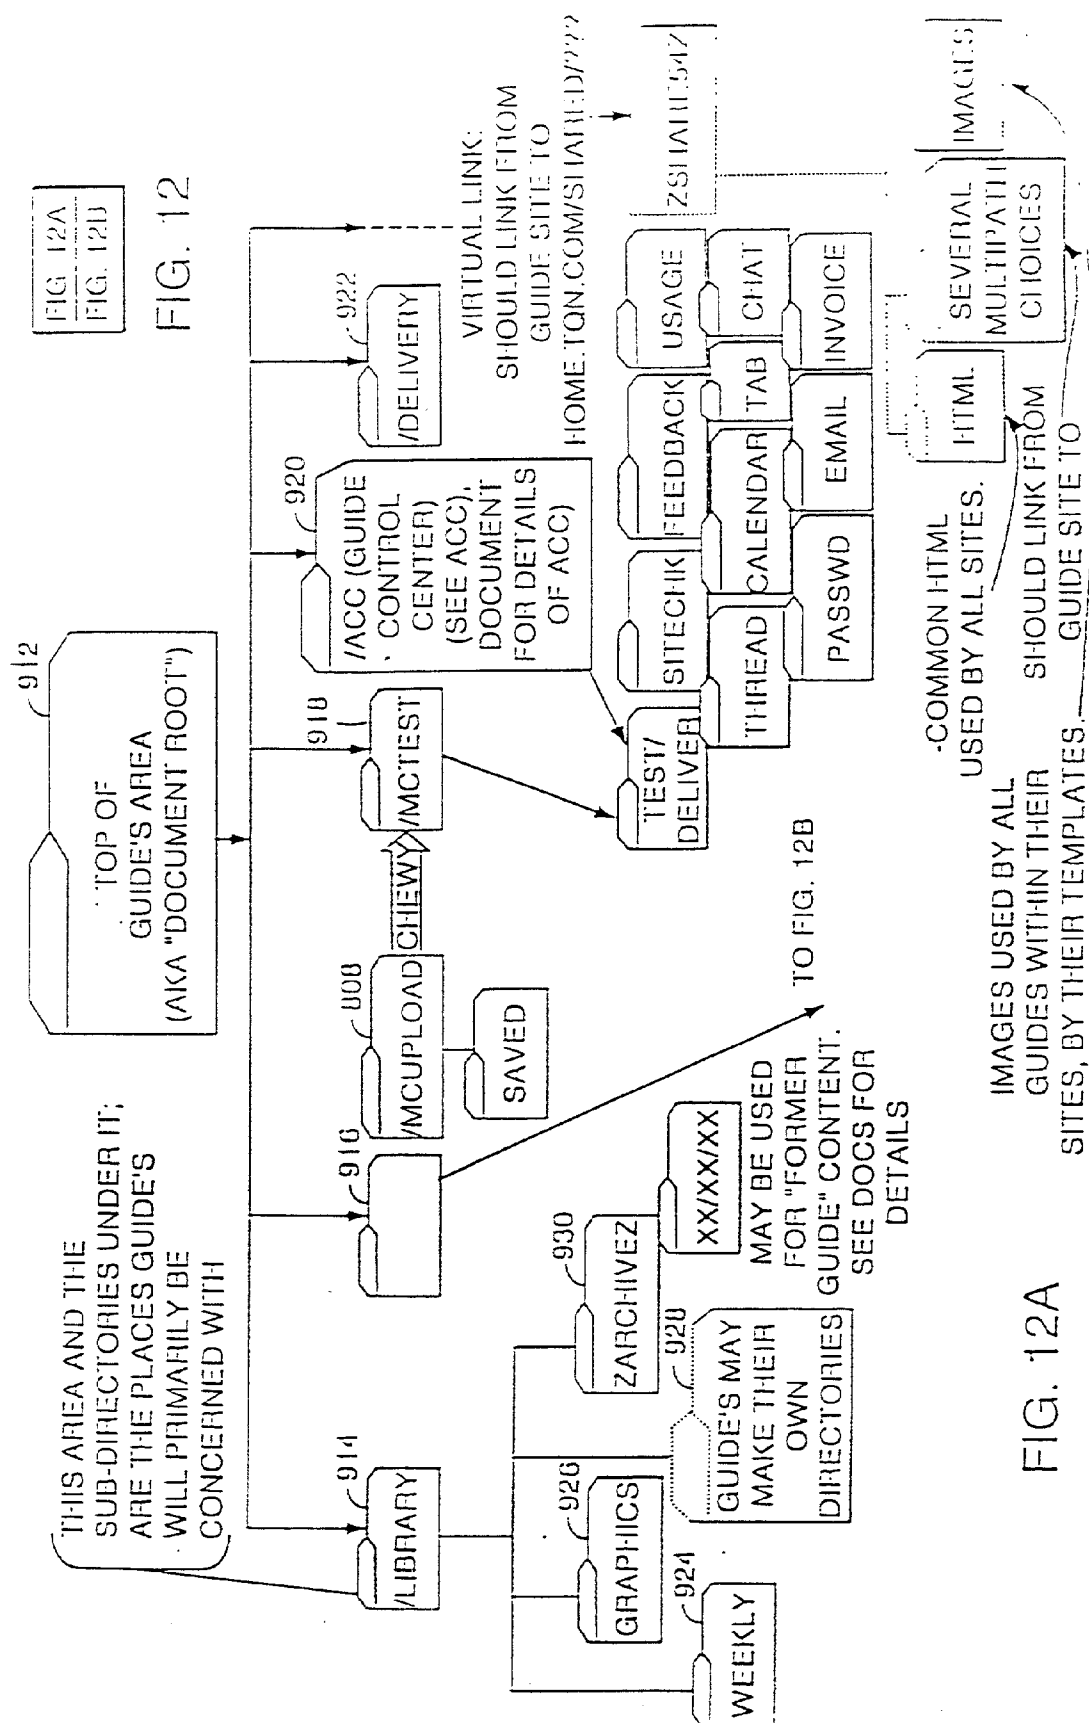 FIG. 12A
FIG. 12B
FIG. 12
912
TOP OF
GUIDE'S AREA
(AKA "DOCUMENT ROOT")
THIS AREA AND THE
SUB-DIRECTORIES UNDER IT;
ARE THE PLACES GUIDE'S
WILL PRIMARILY BE
CONCERNED WITH
914
/LIBRARY
916
808
/MCUPLOAD
CHEWY
918
/MCTEST
920
/ACC (GUIDE
CONTROL
CENTER)
(SEE ACC),
DOCUMENT
FOR DETAILS
OF ACC)
922
/DELIVERY
VIRTUAL LINK:
SHOULD LINK FROM
GUIDE SITE TO
HOME.TQN.COM/SHARED/???
SAVED
924
WEEKLY
926
GRAPHICS
928
GUIDE'S MAY
MAKE THEIR
OWN
DIRECTORIES
930
ZARCHIVEZ
XX/XX/XX
MAY BE USED
FOR "FORMER
GUIDE" CONTENT.
SEE DOCS FOR
DETAILS
TO FIG. 12B
TEST/
DELIVER
SITECHK
FEEDBACK
USAGE
THREAD
CALENDAR
TAB
CHAT
PASSWD
EMAIL
INVOICE
-COMMON HTML
USED BY ALL SITES.
HTML
SEVERAL
MULTIPATH
CHOICES
IMAGES
SHOULD LINK FROM
GUIDE SITE TO
IMAGES USED BY ALL
GUIDES WITHIN THEIR
SITES, BY THEIR TEMPLATES.
FIG. 12A